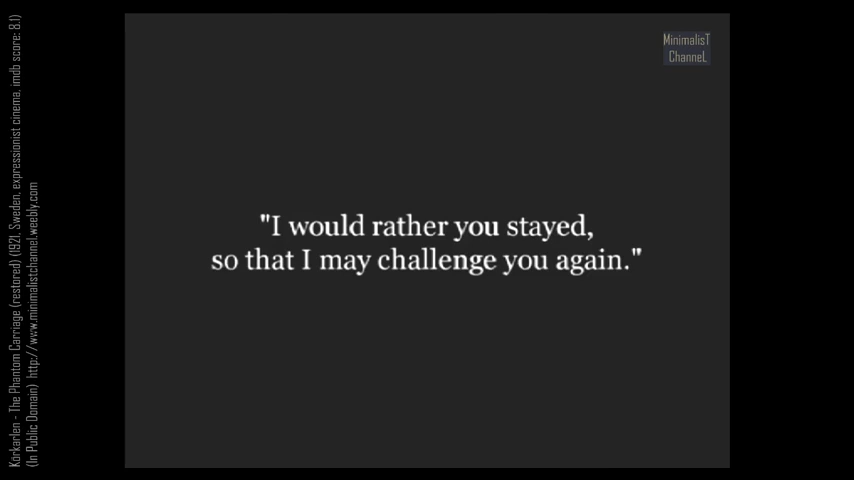 MinimalisT
ChanneL
"I would rather you stayed,
so that I may challenge you again."
Körkarlen - The Phantom Carriage (restored) (1921, Sweden, expressionist cinema, imdb score: 8.1)
(In Public Domain) http://www.minimalistchannel.weebly.com